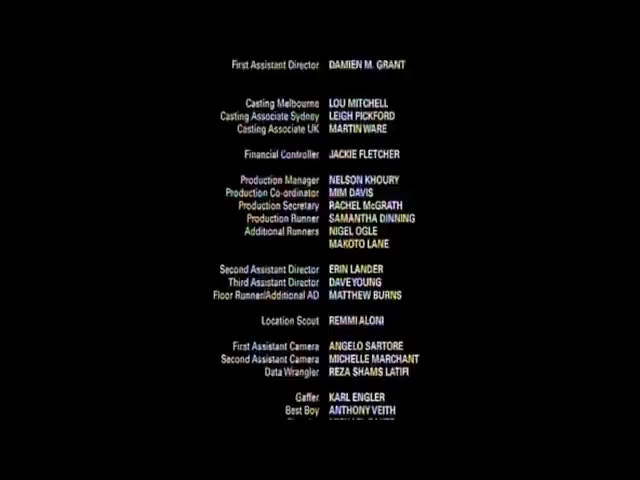 First Assistant Director DAMIEN M. GRANT
Casting Melbourne LOU MITCHELL
Casting Associate Sydney LEIGH PICKFORD
Casting Associate UK MARTIN WARE
Financial Controller JACKIE FLETCHER
Production Manager NELSON KHOURY
Production Co-ordinator MIM DAVIS
Production Secretary RACHEL McGRATH
Production Runner SAMANTHA DINNING
Additional Runners NIGEL OGLE
MAKOTO LANE
Second Assistant Director ERIN LANDER
Third Assistant Director DAVE YOUNG
Floor Runner/Additional AD MATTHEW BURNS
Location Scout REMMI ALONI
First Assistant Camera ANGELO SARTORE
Second Assistant Camera MICHELLE MARCHANT
Data Wrangler REZA SHAMS LATIFI
Gaffer KARL ENGLER
Best Boy ANTHONY VEITH